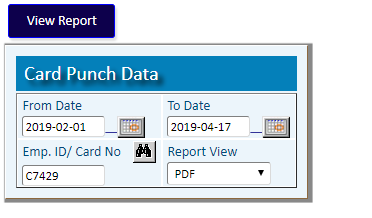 View Report
Card Punch Data
From Date To Date
2019-02-01 2019-04-17
Emp. ID/ Card No Report View
C7429 PDF